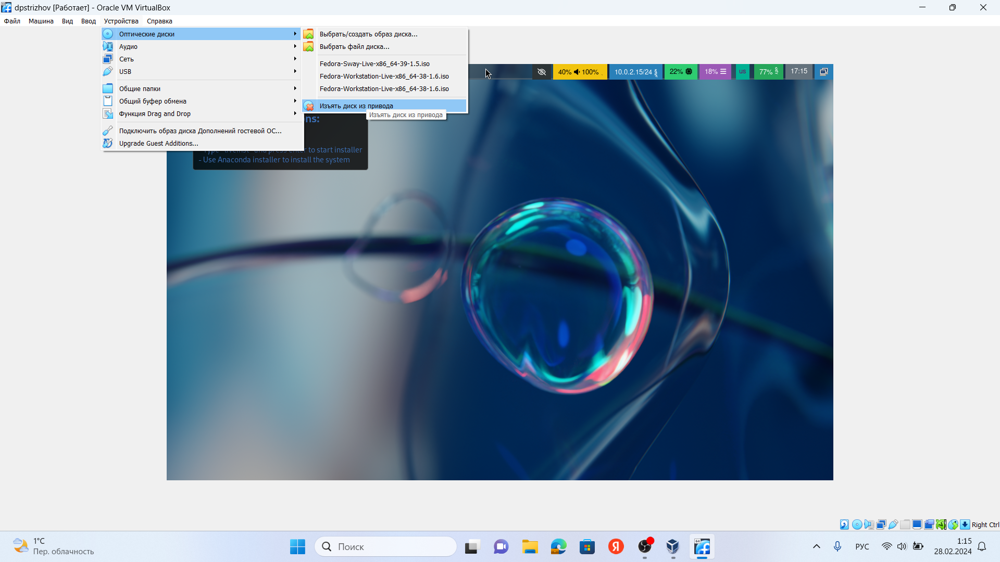 dpstrizhov [Работает] - Oracle VM VirtualBox
Файл Машина Вид Ввод Устройства Справка
Оптические диски
Аудио
Сеть
USB
Общие папки
Общий буфер обмена
Функция Drag and Drop
Подключить образ диска Дополнений гостевой ОС...
Upgrade Guest Additions...
Выбрать/создать образ диска...
Выбрать файл диска...
Fedora-Sway-Live-x86_64-39-1.5.iso
Fedora-Workstation-Live-x86_64-38-1.6.iso
Fedora-Workstation-Live-x86_64-38-1.6.iso
Изъять диск из привода
Изъять диск из привода
40% 100% 10.0.2.15/24 22% 18% us 77% 17:15
ns:
to start installer
- Use Anaconda installer to install the system
Right Ctrl
1°C
Пер. облачность
Поиск
РУС
1:15
28.02.2024